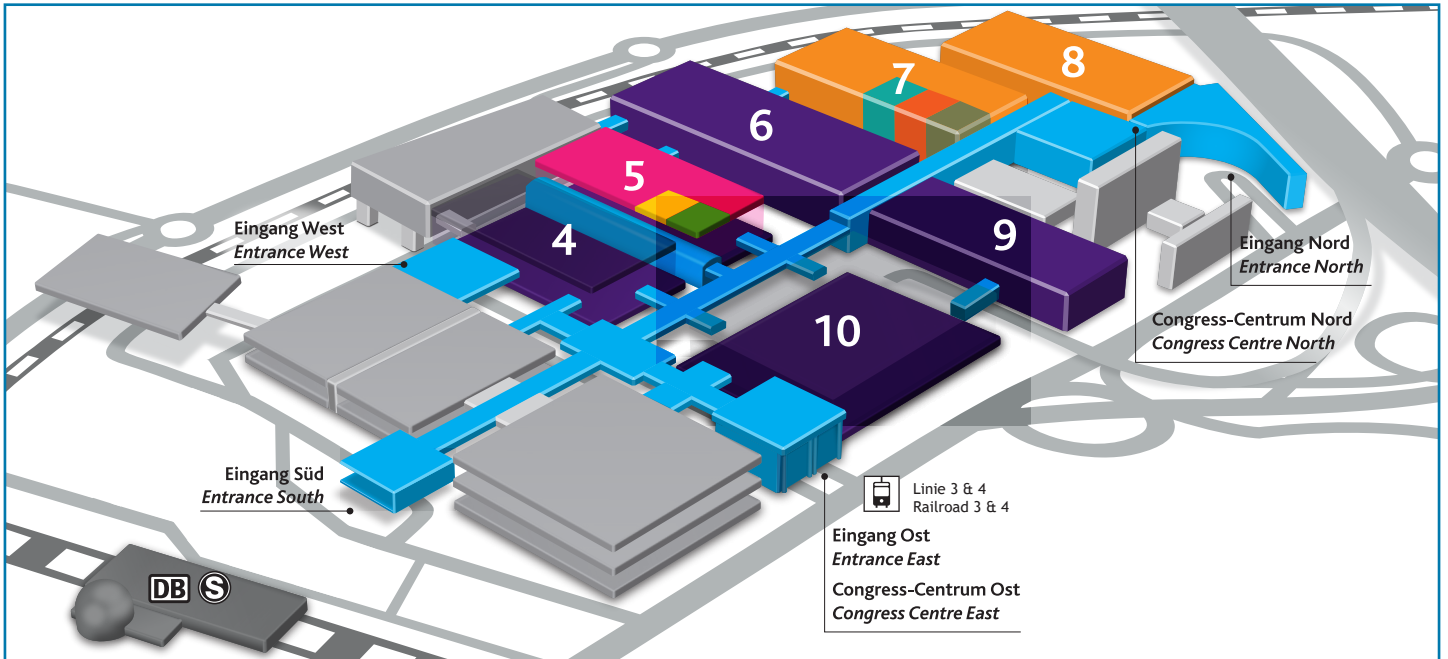 8
7
6
5
Eingang West
Entrance West
4
9
Eingang Nord
Entrance North
10
Congress-Centrum Nord
Congress Centre North
Eingang Süd
Entrance South
Linie 3 & 4
Railroad 3 & 4
Eingang Ost
Entrance East
Congress-Centrum Ost
Congress Centre East
DB S